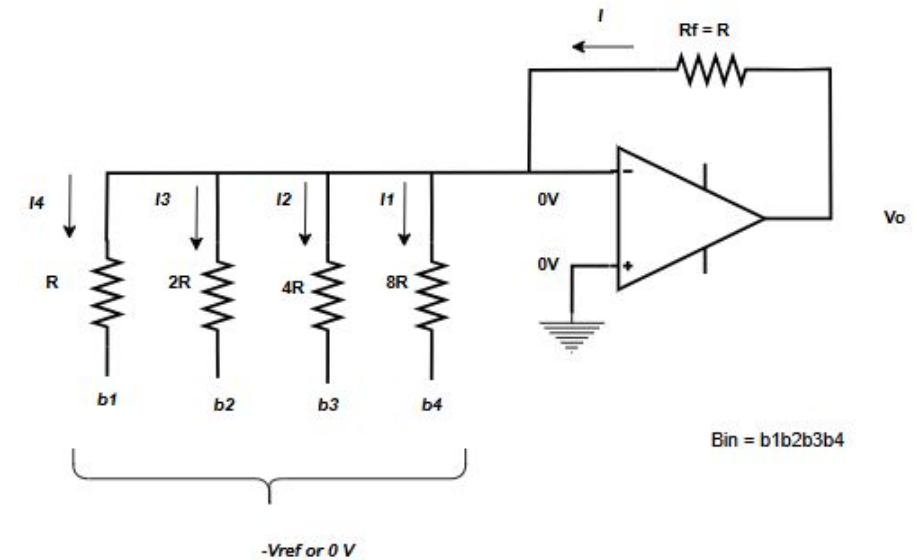 I
Rf = R
I4
I3
I2
I1
0V
-
Vo
0V
+
R
2R
4R
8R
b1
b2
b3
b4
Bin = b1b2b3b4
-Vref or 0 V